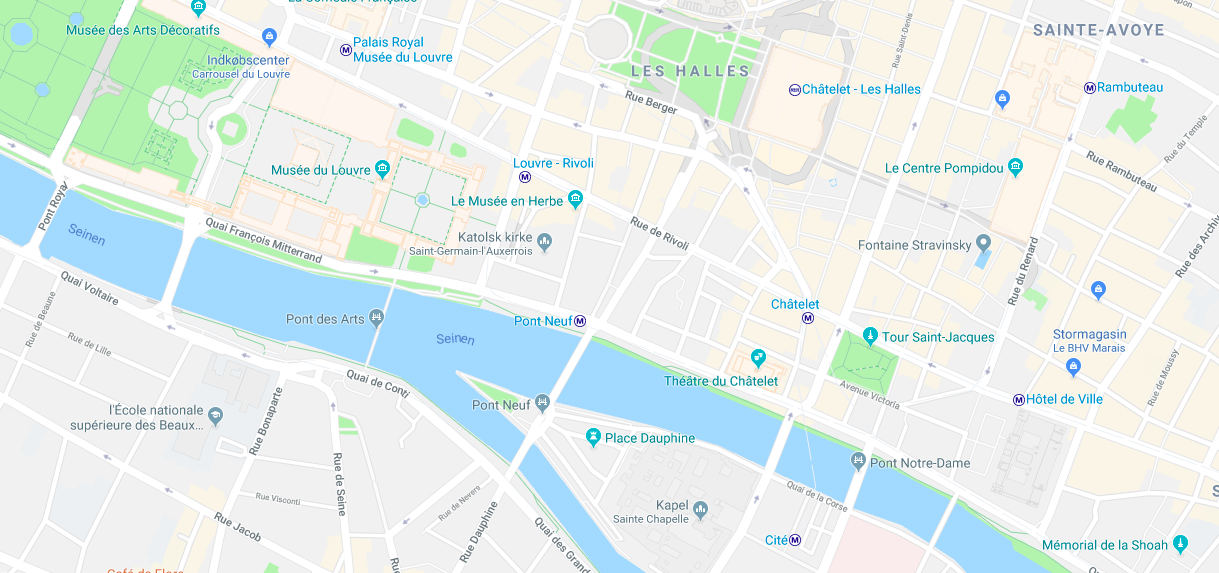 La Comédie Française
Musée des Arts Décoratifs
SAINTE-AVOYE
Palais Royal
Musée du Louvre
Indkøbscenter
Carrousel du Louvre
LES HALLES
Rue Saint-Denis
Châtelet - Les Halles
Rambuteau
Rue Berger
Rue du Temple
Louvre - Rivoli
Musée du Louvre
Le Centre Pompidou
Rue Rambuteau
Pont Royal
Le Musée en Herbe
Seinen
Quai François Mitterrand
Rue de Rivoli
Katolsk kirke
Saint-Germain-l'Auxerrois
Fontaine Stravinsky
Rue du Renard
Rue des Archiv
Quai Voltaire
Rue de Beaune
Châtelet
Pont des Arts
Pont Neuf
Seinen
Tour Saint-Jacques
Stormagasin
Le BHV Marais
Rue de Lille
Théâtre du Châtelet
Rue de Moussy
Quai de Conti
Avenue Victoria
Hôtel de Ville
l'École nationale
supérieure des Beaux...
Rue Bonaparte
Pont Neuf
Place Dauphine
Pont Notre-Dame
Rue de Seine
Rue Visconti
Rue de Nevers
Quai de la Corse
Kapel
Sainte Chapelle
S
Rue Jacob
Rue Dauphine
Quai des Grand
Cité
Mémorial de la Shoah
Café de Flore